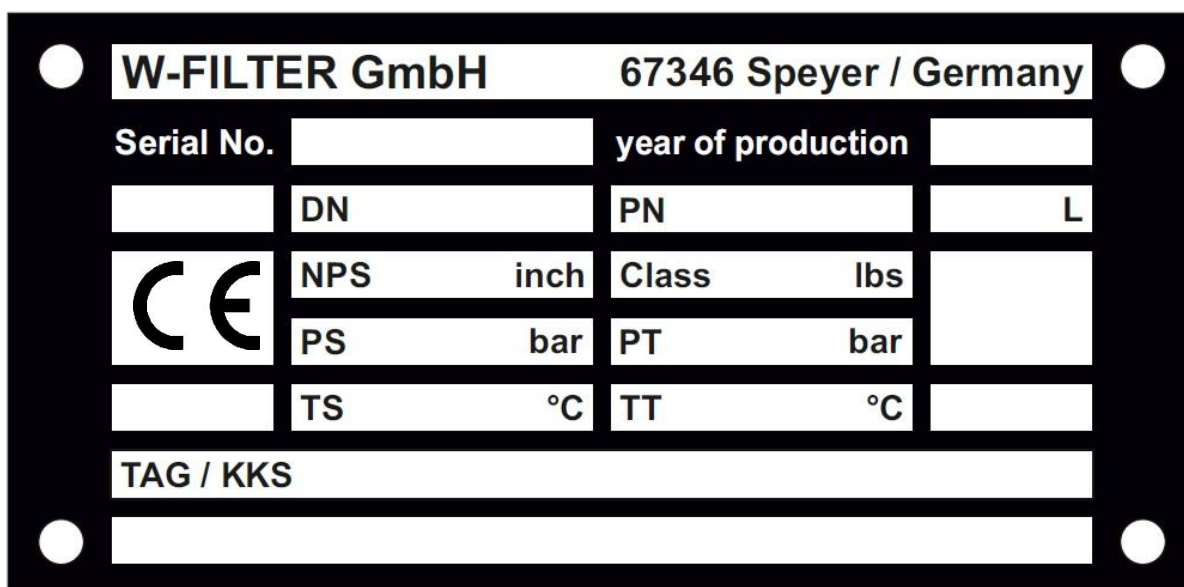 W-FILTER GmbH 67346 Speyer / Germany
Serial No. year of production
DN PN L
NPS inch Class lbs
CE
PS bar PT bar
TS °C TT °C
TAG / KKS